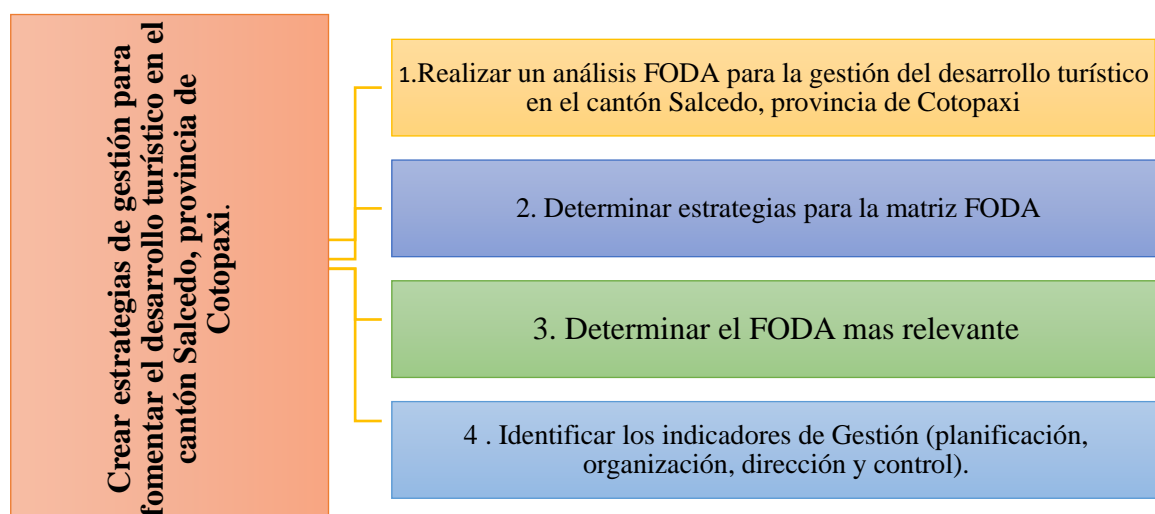 Crear estrategias de gestión para
fomentar el desarrollo turístico en el
cantón Salcedo, provincia de
Cotopaxi.
1.Realizar un análisis FODA para la gestión del desarrollo turístico
en el cantón Salcedo, provincia de Cotopaxi
2. Determinar estrategias para la matriz FODA
3. Determinar el FODA mas relevante
4 . Identificar los indicadores de Gestión (planificación,
organización, dirección y control).